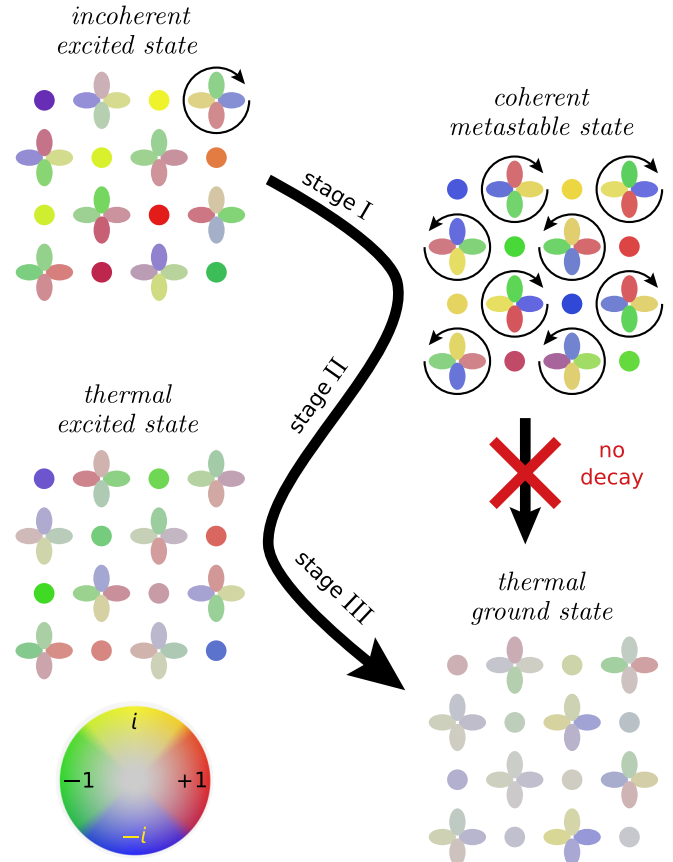 incoherent
excited state
coherent
metastable state
stage I
stage II
thermal
excited state
no
decay
stage III
thermal
ground state
i
−1
+1
−i